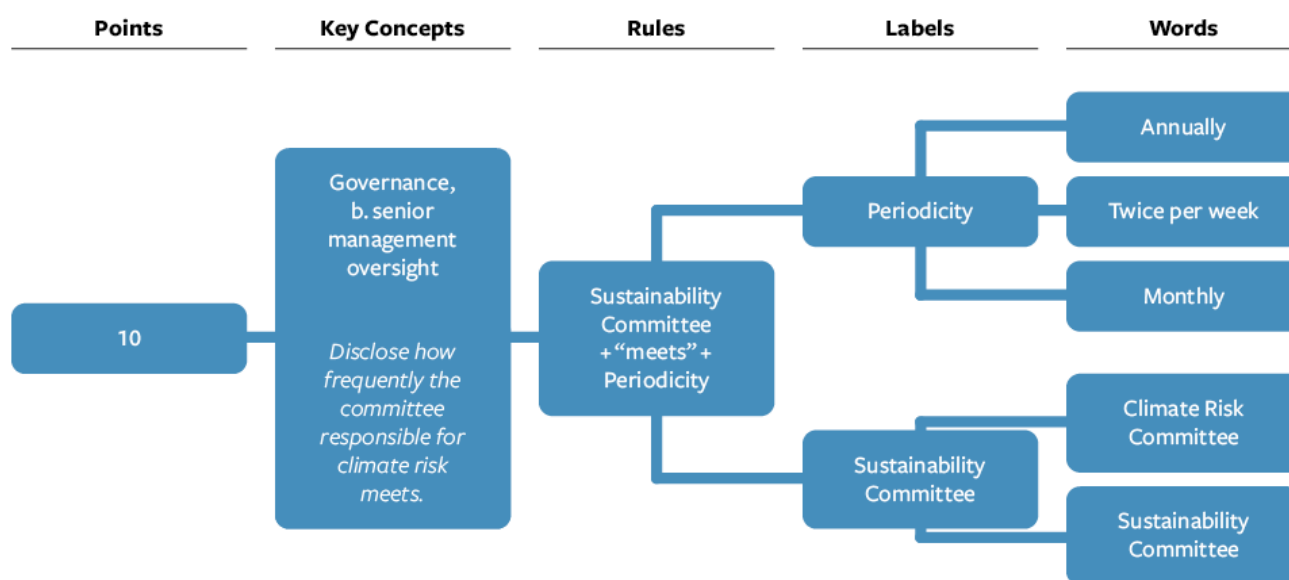 Points
Key Concepts
Rules
Labels
Words
10
Governance,
b. senior
management
oversight
Disclose how
frequently the
committee
responsible for
climate risk
meets.
Sustainability
Committee
+ “meets” +
Periodicity
Periodicity
Sustainability
Committee
Annually
Twice per week
Monthly
Climate Risk
Committee
Sustainability
Committee